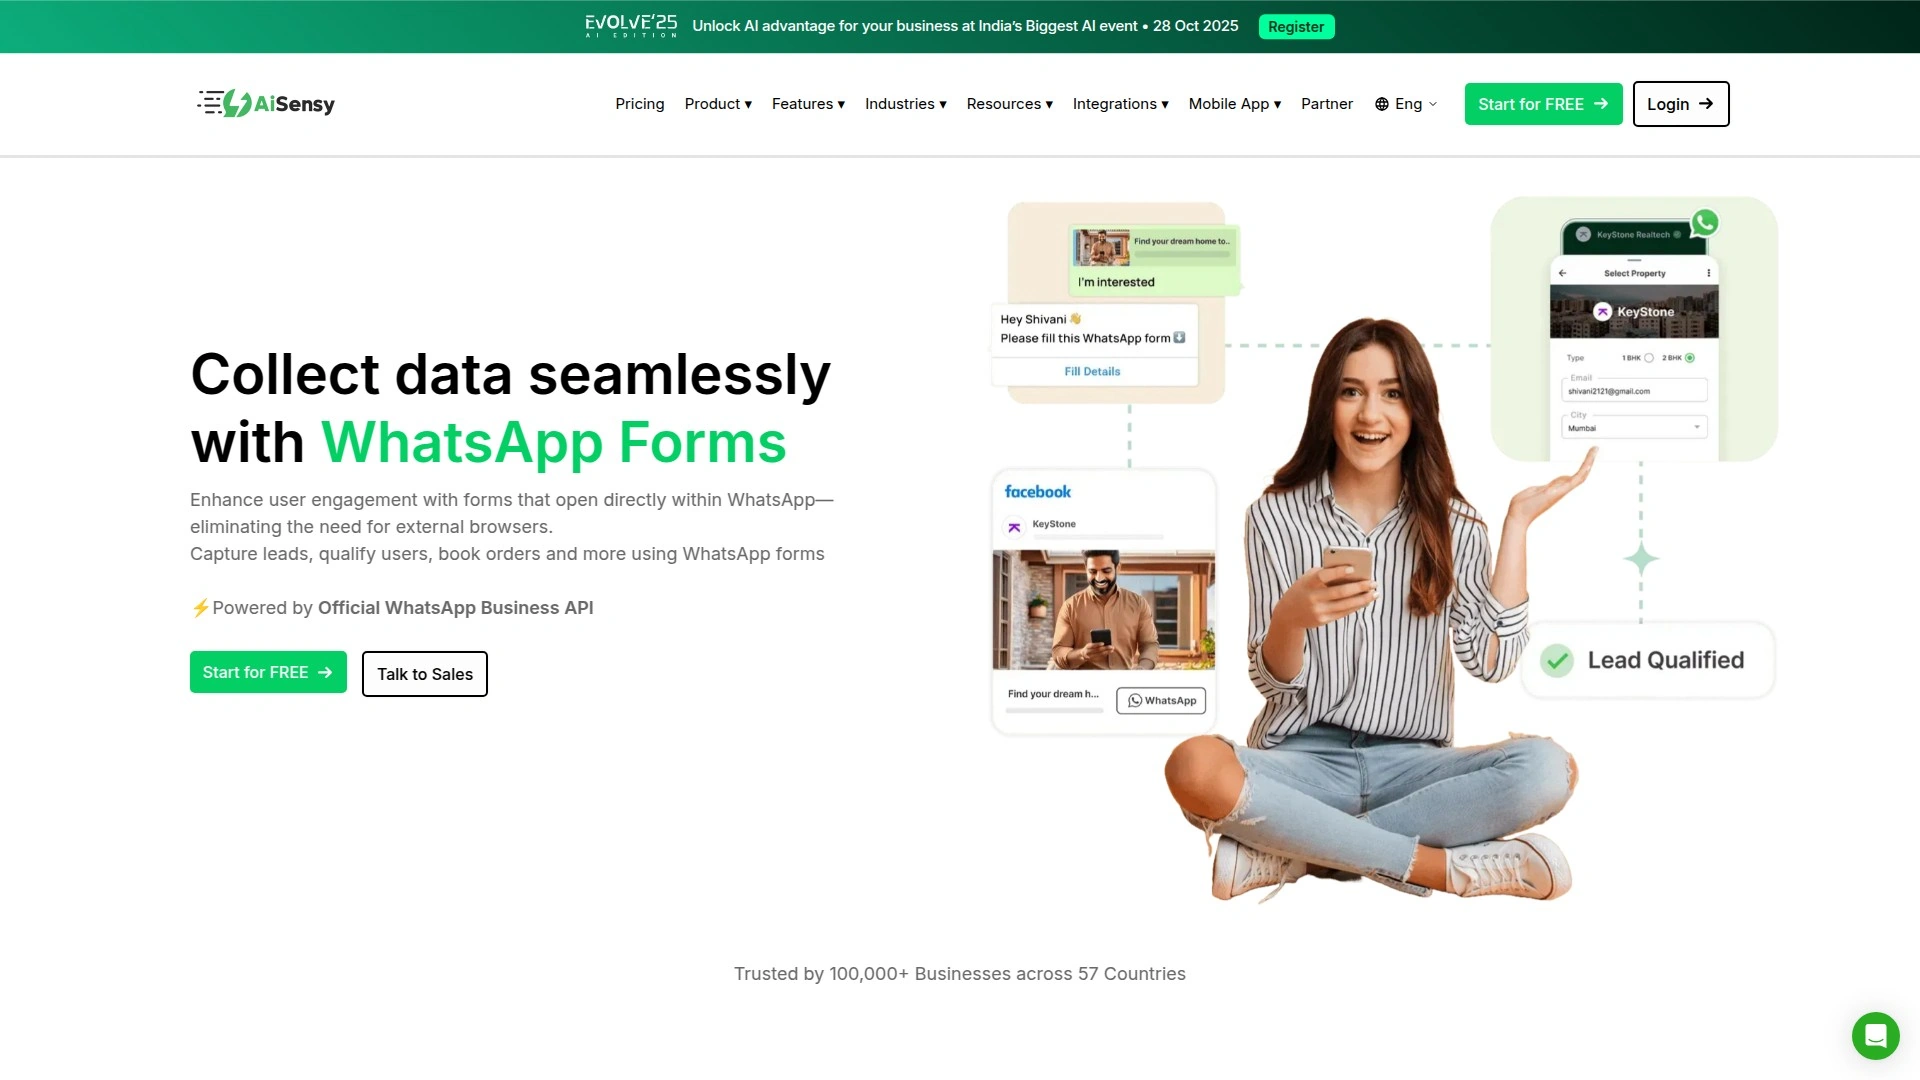 EVOLVE'25
AI EDITION
Unlock AI advantage for your business at India's Biggest AI event • 28 Oct 2025
Register
AiSensy
Pricing
Product ▾
Features ▾
Industries ▾
Resources ▾
Integrations ▾
Mobile App ▾
Partner
Eng
Start for FREE →
Login →
Collect data seamlessly
with WhatsApp Forms
Enhance user engagement with forms that open directly within WhatsApp—
eliminating the need for external browsers.
Capture leads, qualify users, book orders and more using WhatsApp forms
⚡Powered by Official WhatsApp Business API
Start for FREE →
Talk to Sales
Find your dream home to..
I'm interested
Hey Shivani 👋
Please fill this WhatsApp form ⬇️
Fill Details
facebook
KeyStone
Find your dream h...
WhatsApp
KeyStone Realtech
Select Property
KeyStone
Type
1 BHK
2 BHK
Email
shivani2121@gmail.com
City
Mumbai
Lead Qualified
Trusted by 100,000+ Businesses across 57 Countries